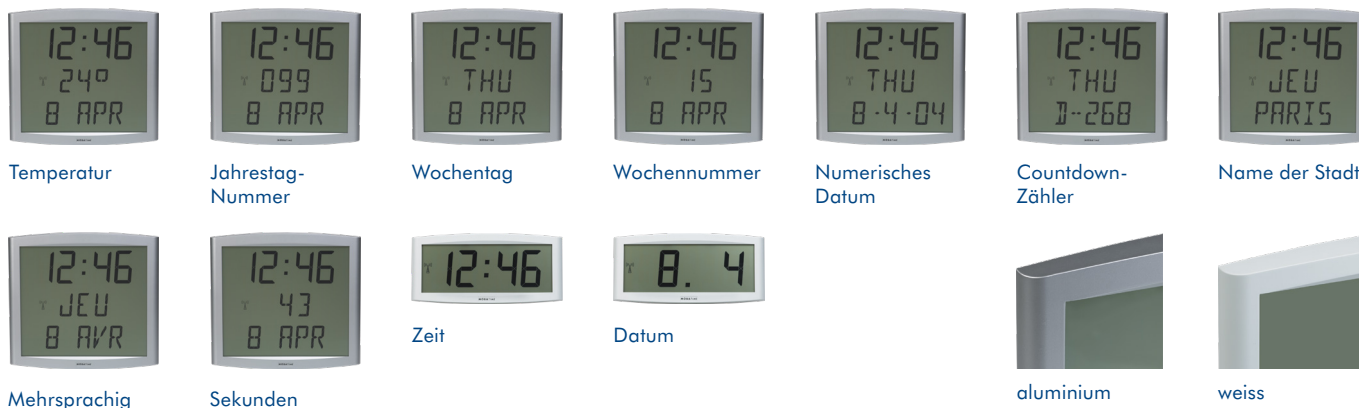 12:46
24°
8 APR
Temperatur
12:46
099
8 APR
Jahrestag-
Nummer
12:46
THU
8 APR
Wochentag
12:46
15
8 APR
Wochennummer
12:46
THU
8-4-04
Numerisches
Datum
12:46
THU
D--268
Countdown-
Zähler
12:46
JEU
PARIS
Name der Stadt
12:46
JEU
8 AVR
Mehrsprachig
12:46
43
8 APR
Sekunden
12:46
Zeit
8. 4
Datum
aluminium
weiss